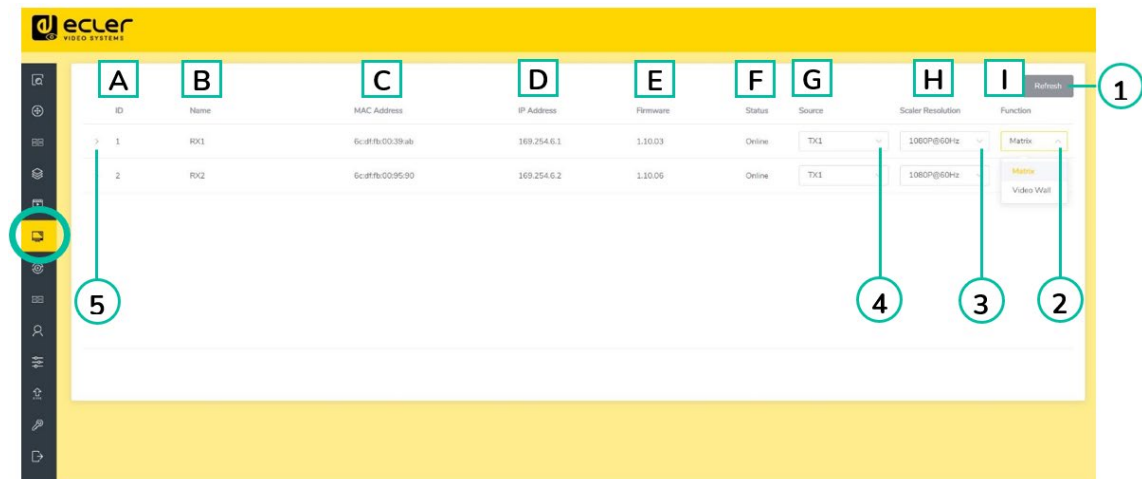 ecler
VIDEO SYSTEMS
A B C D E F G H I
Refresh
1
ID Name MAC Address IP Address Firmware Status Source Scaler Resolution Function
> 1 RX1 6c:df:fb:00:39:ab 169.254.6.1 1.10.03 Online TX1 1080P@60Hz Matrix
2 RX2 6c:df:fb:00:95:90 169.254.6.2 1.10.06 Online TX1 1080P@60Hz
Matrix
Video Wall
5 4 3 2